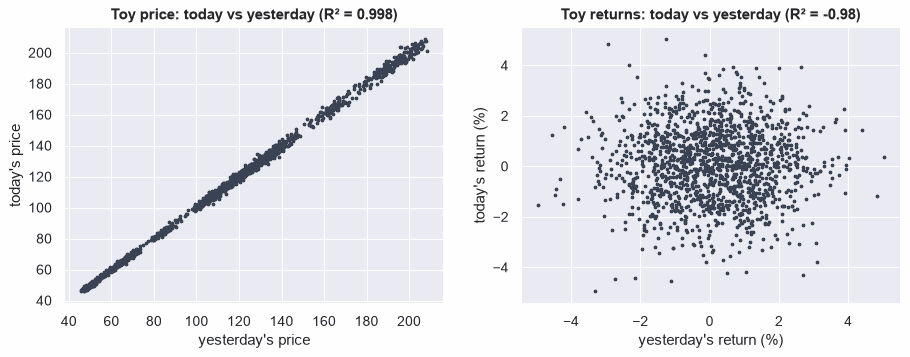 Toy price: today vs yesterday (R² = 0.998)
200
180
160
140
120
100
80
60
40
today's price
40 60 80 100 120 140 160 180 200
yesterday's price
Toy returns: today vs yesterday (R² = -0.98)
4
2
0
−2
−4
today's return (%)
−4 −2 0 2 4
yesterday's return (%)